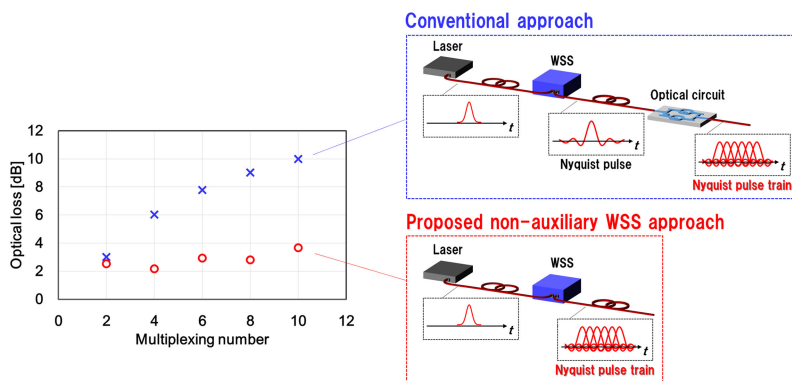 Conventional approach
Laser
WSS
Optical circuit
t
Nyquist pulse
t
Nyquist pulse train
t
Optical loss [dB]
12
10
8
6
4
2
0
0 2 4 6 8 10 12
Multiplexing number
Proposed non-auxiliary WSS approach
Laser
WSS
t
Nyquist pulse train
t